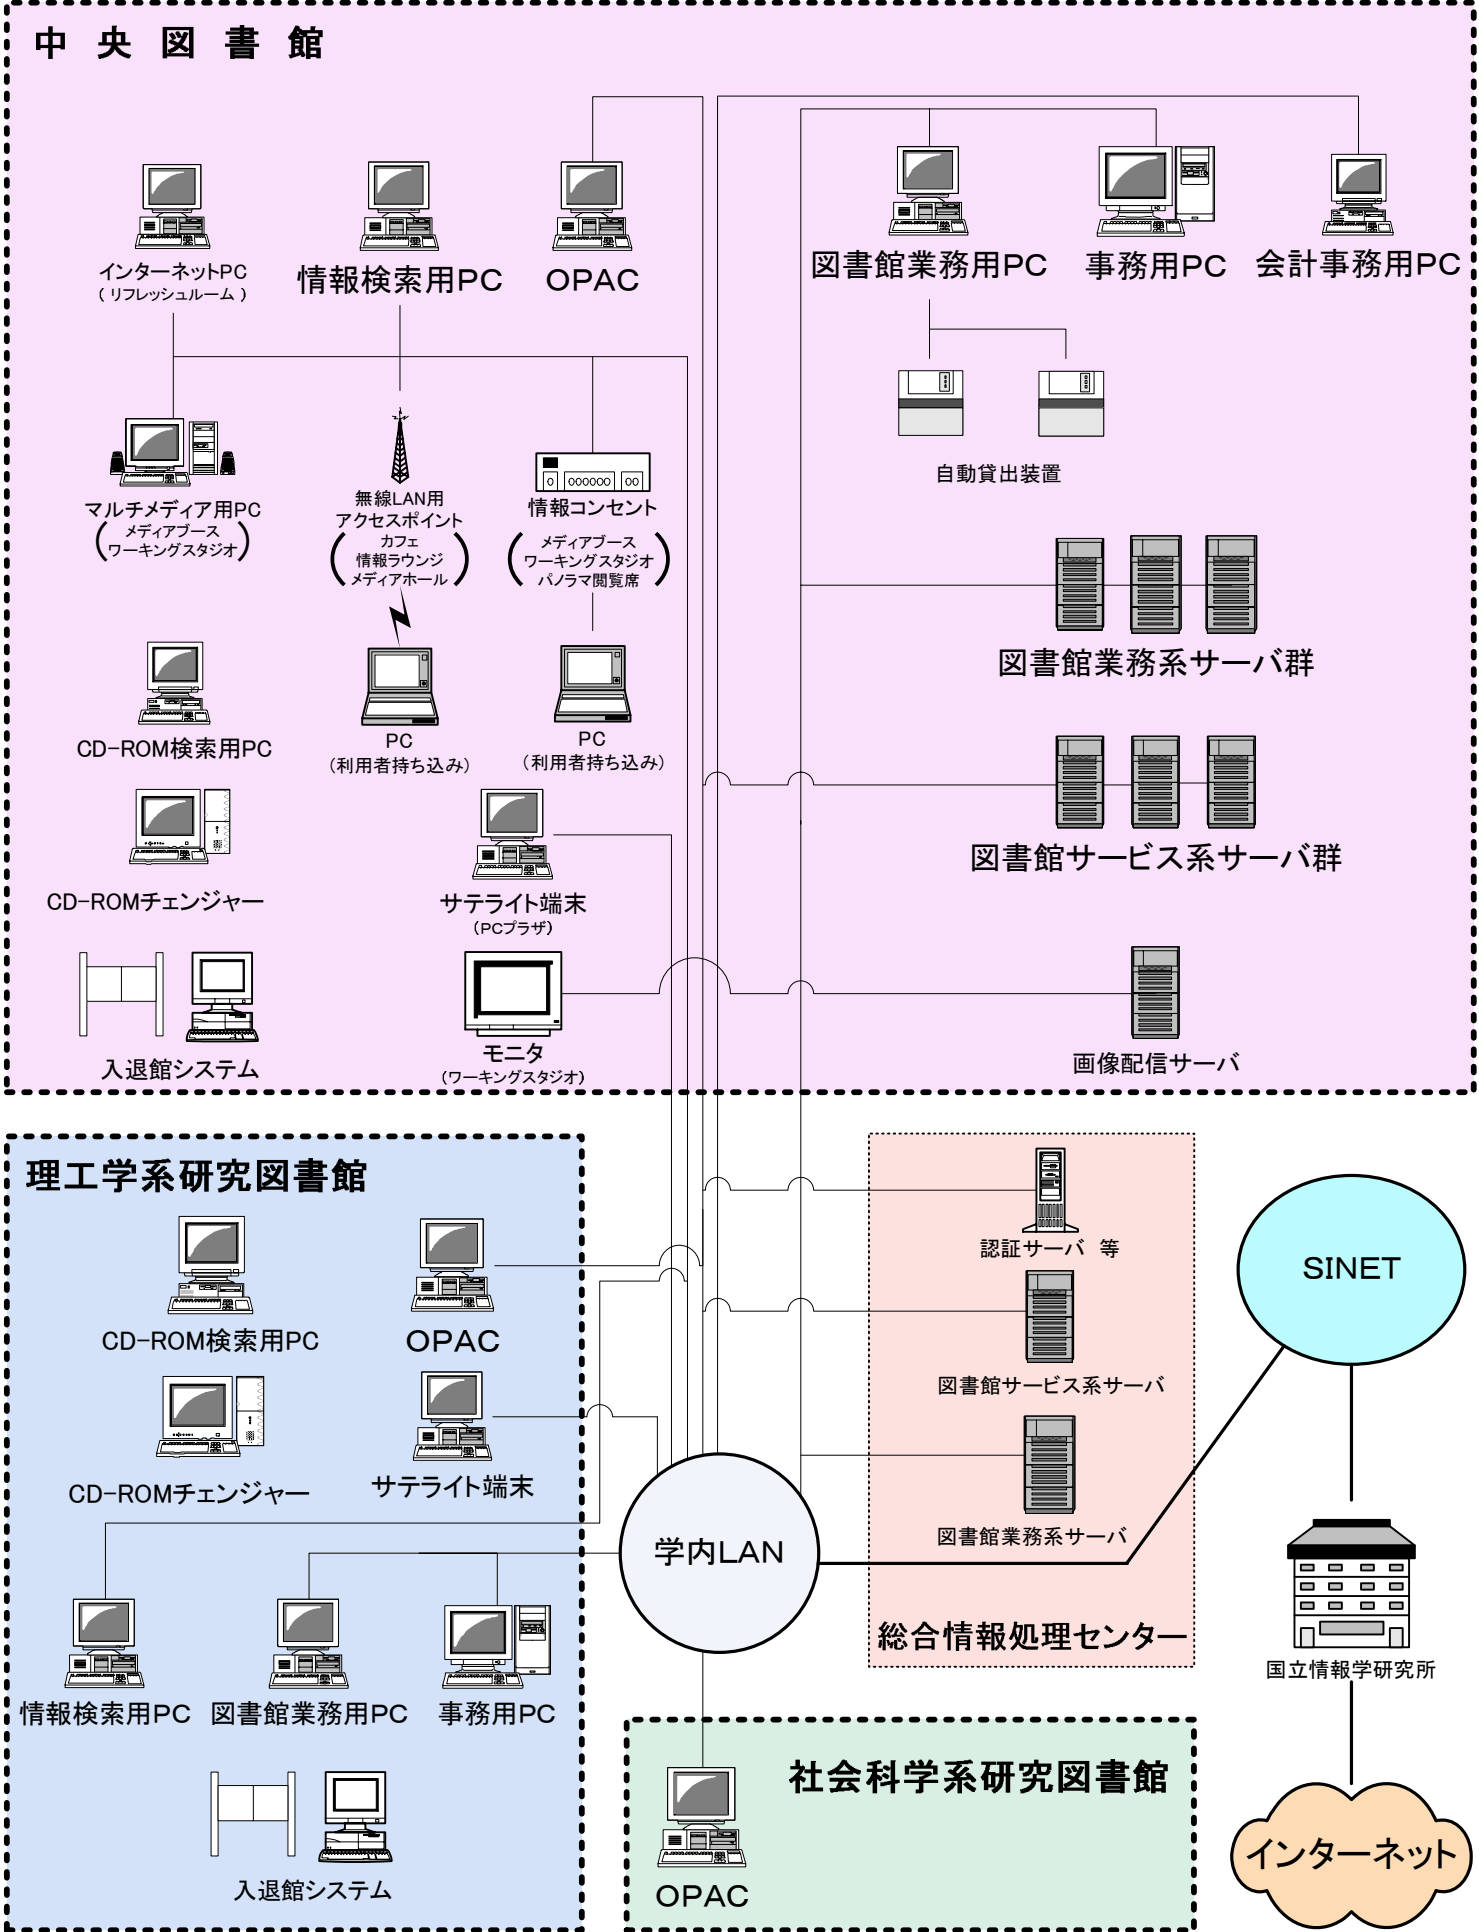 中央図書館
インターネットPC
（リフレッシュルーム）
情報検索用PC
OPAC
図書館業務用PC
事務用PC
会計事務用PC
自動貸出装置
マルチメディア用PC
(メディアブース
ワーキングスタジオ)
無線LAN用
アクセスポイント
(カフェ
情報ラウンジ
メディアホール)
0 000000 00
情報コンセント
(メディアブース
ワーキングスタジオ
パノラマ閲覧席)
図書館業務系サーバ群
CD-ROM検索用PC
PC
（利用者持ち込み）
PC
（利用者持ち込み）
図書館サービス系サーバ群
CD-ROMチェンジャー
サテライト端末
（PCプラザ）
入退館システム
モニタ
（ワーキングスタジオ）
画像配信サーバ
理工学系研究図書館
CD-ROM検索用PC
OPAC
CD-ROMチェンジャー
サテライト端末
情報検索用PC
図書館業務用PC
事務用PC
入退館システム
学内LAN
認証サーバ 等
図書館サービス系サーバ
図書館業務系サーバ
総合情報処理センター
SINET
国立情報学研究所
インターネット
社会科学系研究図書館
OPAC